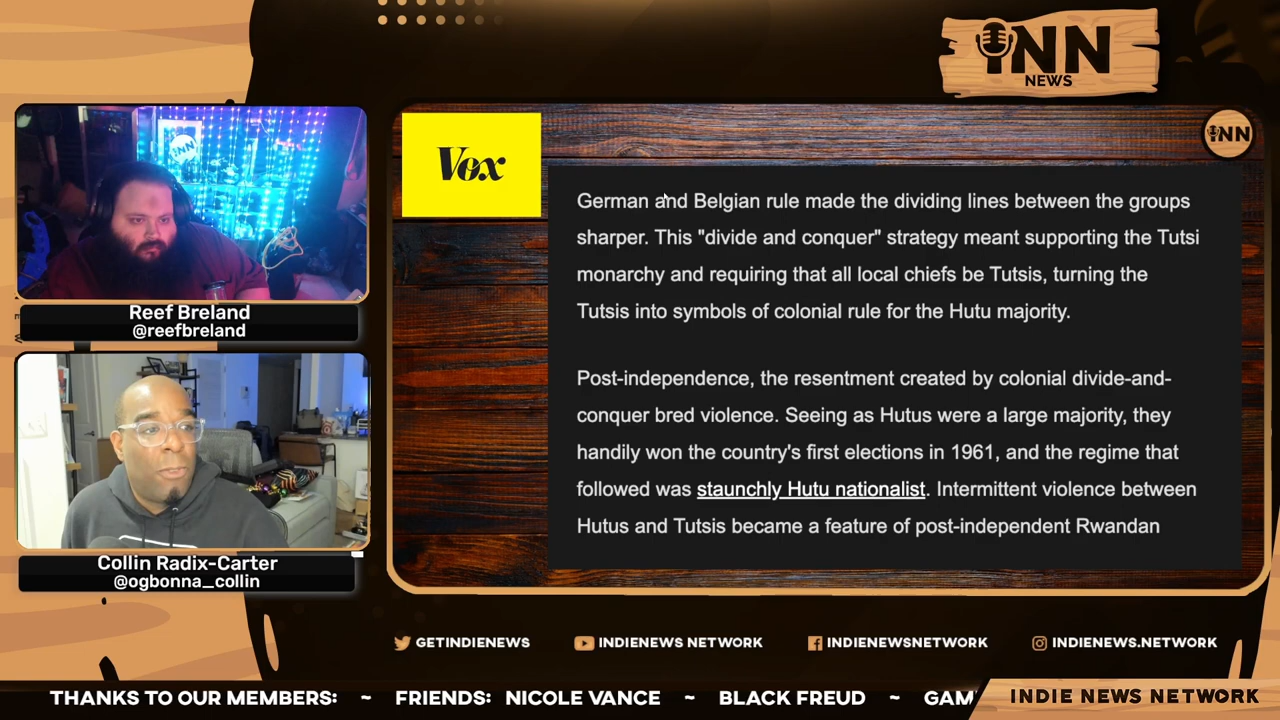 iNN
NEWS
Vox
iNN
German and Belgian rule made the dividing lines between the groups
sharper. This "divide and conquer" strategy meant supporting the Tutsi
monarchy and requiring that all local chiefs be Tutsis, turning the
Tutsis into symbols of colonial rule for the Hutu majority.
Post-independence, the resentment created by colonial divide-and-
conquer bred violence. Seeing as Hutus were a large majority, they
handily won the country's first elections in 1961, and the regime that
followed was staunchly Hutu nationalist. Intermittent violence between
Hutus and Tutsis became a feature of post-independent Rwandan
Reef Breland
@reefbreland
Collin Radix-Carter
@ogbonna_collin
GETINDIENEWS INDIENEWS NETWORK INDIENEWSNETWORK INDIENEWS.NETWORK
THANKS TO OUR MEMBERS: ~ FRIENDS: NICOLE VANCE ~ BLACK FREUD ~ GAM
INDIE NEWS NETWORK